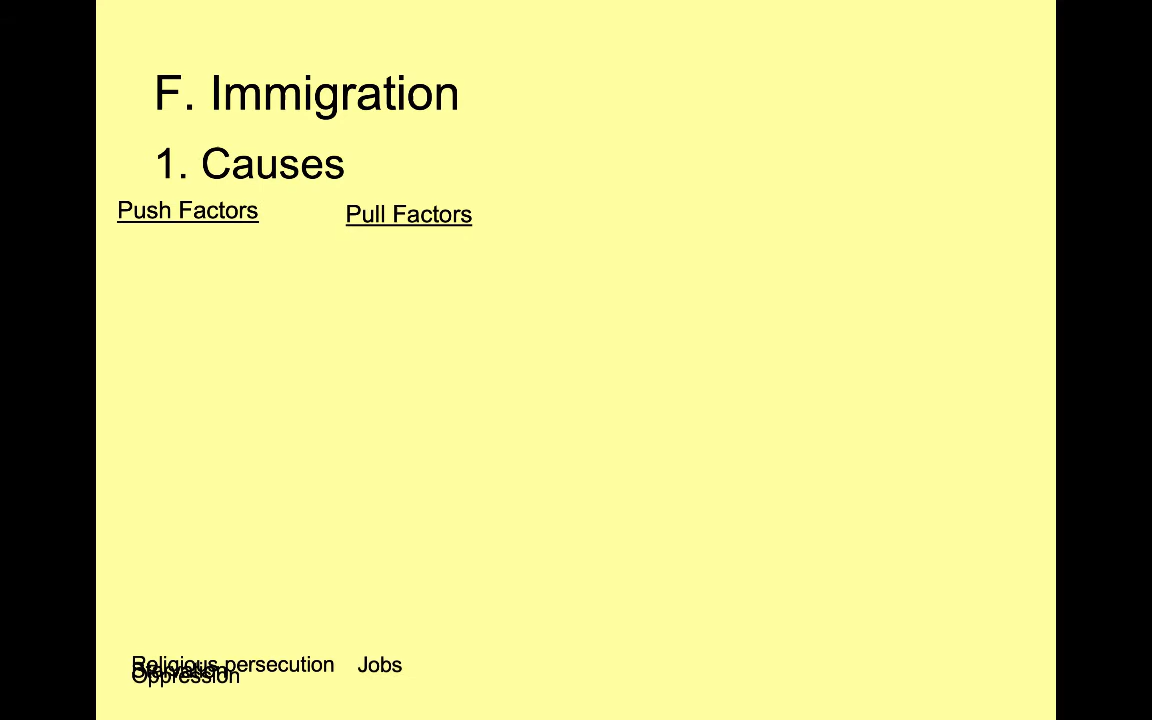 F. Immigration
1. Causes
Push Factors
Pull Factors
Religious persecution
Jobs
Oppression